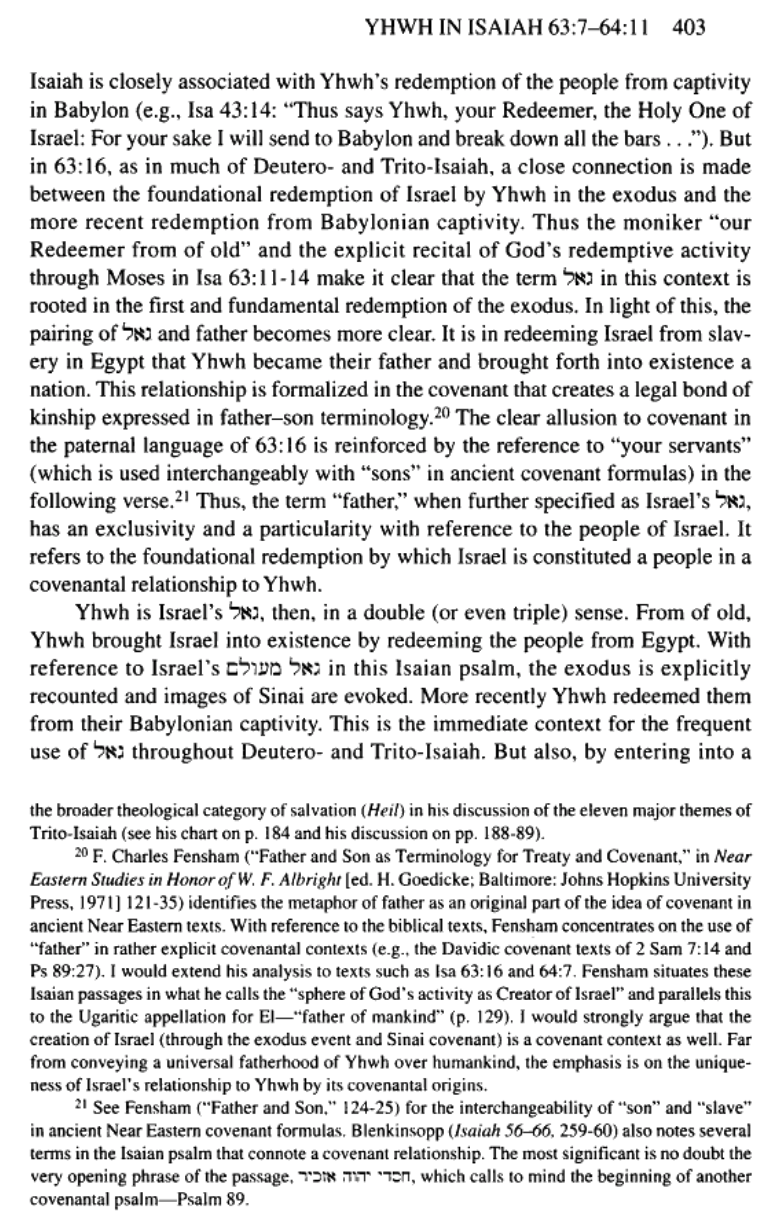 YHWH IN ISAIAH 63:7–64:11 403
Isaiah is closely associated with Yhwh's redemption of the people from captivity
in Babylon (e.g., Isa 43:14: “Thus says Yhwh, your Redeemer, the Holy One of
Israel: For your sake I will send to Babylon and break down all the bars . . .”). But
in 63:16, as in much of Deutero- and Trito-Isaiah, a close connection is made
between the foundational redemption of Israel by Yhwh in the exodus and the
more recent redemption from Babylonian captivity. Thus the moniker “our
Redeemer from of old” and the explicit recital of God's redemptive activity
through Moses in Isa 63:11-14 make it clear that the term גאל in this context is
rooted in the first and fundamental redemption of the exodus. In light of this, the
pairing of גאל and father becomes more clear. It is in redeeming Israel from slav-
ery in Egypt that Yhwh became their father and brought forth into existence a
nation. This relationship is formalized in the covenant that creates a legal bond of
kinship expressed in father–son terminology.20 The clear allusion to covenant in
the paternal language of 63:16 is reinforced by the reference to “your servants”
(which is used interchangeably with “sons” in ancient covenant formulas) in the
following verse.21 Thus, the term “father,” when further specified as Israel's גאל,
has an exclusivity and a particularity with reference to the people of Israel. It
refers to the foundational redemption by which Israel is constituted a people in a
covenantal relationship to Yhwh.
Yhwh is Israel's גאל, then, in a double (or even triple) sense. From of old,
Yhwh brought Israel into existence by redeeming the people from Egypt. With
reference to Israel's גאל מעולם in this Isaian psalm, the exodus is explicitly
recounted and images of Sinai are evoked. More recently Yhwh redeemed them
from their Babylonian captivity. This is the immediate context for the frequent
use of גאל throughout Deutero- and Trito-Isaiah. But also, by entering into a
the broader theological category of salvation (Heil) in his discussion of the eleven major themes of
Trito-Isaiah (see his chart on p. 184 and his discussion on pp. 188-89).
20 F. Charles Fensham (“Father and Son as Terminology for Treaty and Covenant,” in Near
Eastern Studies in Honor of W. F. Albright [ed. H. Goedicke; Baltimore: Johns Hopkins University
Press, 1971] 121-35) identifies the metaphor of father as an original part of the idea of covenant in
ancient Near Eastern texts. With reference to the biblical texts, Fensham concentrates on the use of
“father” in rather explicit covenantal contexts (e.g., the Davidic covenant texts of 2 Sam 7:14 and
Ps 89:27). I would extend his analysis to texts such as Isa 63:16 and 64:7. Fensham situates these
Isaian passages in what he calls the “sphere of God's activity as Creator of Israel” and parallels this
to the Ugaritic appellation for El—“father of mankind” (p. 129). I would strongly argue that the
creation of Israel (through the exodus event and Sinai covenant) is a covenant context as well. Far
from conveying a universal fatherhood of Yhwh over humankind, the emphasis is on the unique-
ness of Israel's relationship to Yhwh by its covenantal origins.
21 See Fensham (“Father and Son,” 124-25) for the interchangeability of “son” and “slave”
in ancient Near Eastern covenant formulas. Blenkinsopp (Isaiah 56–66, 259-60) also notes several
terms in the Isaian psalm that connote a covenant relationship. The most significant is no doubt the
very opening phrase of the passage, חסדי יהוה אזכיר, which calls to mind the beginning of another
covenantal psalm—Psalm 89.